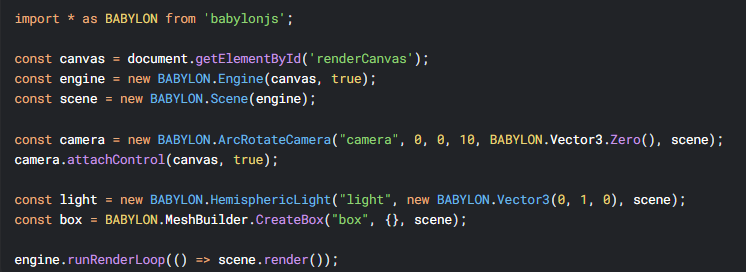 import * as BABYLON from 'babylonjs';
const canvas = document.getElementById('renderCanvas');
const engine = new BABYLON.Engine(canvas, true);
const scene = new BABYLON.Scene(engine);
const camera = new BABYLON.ArcRotateCamera("camera", 0, 0, 10, BABYLON.Vector3.Zero(), scene);
camera.attachControl(canvas, true);
const light = new BABYLON.HemisphericLight("light", new BABYLON.Vector3(0, 1, 0), scene);
const box = BABYLON.MeshBuilder.CreateBox("box", {}, scene);
engine.runRenderLoop(() => scene.render());